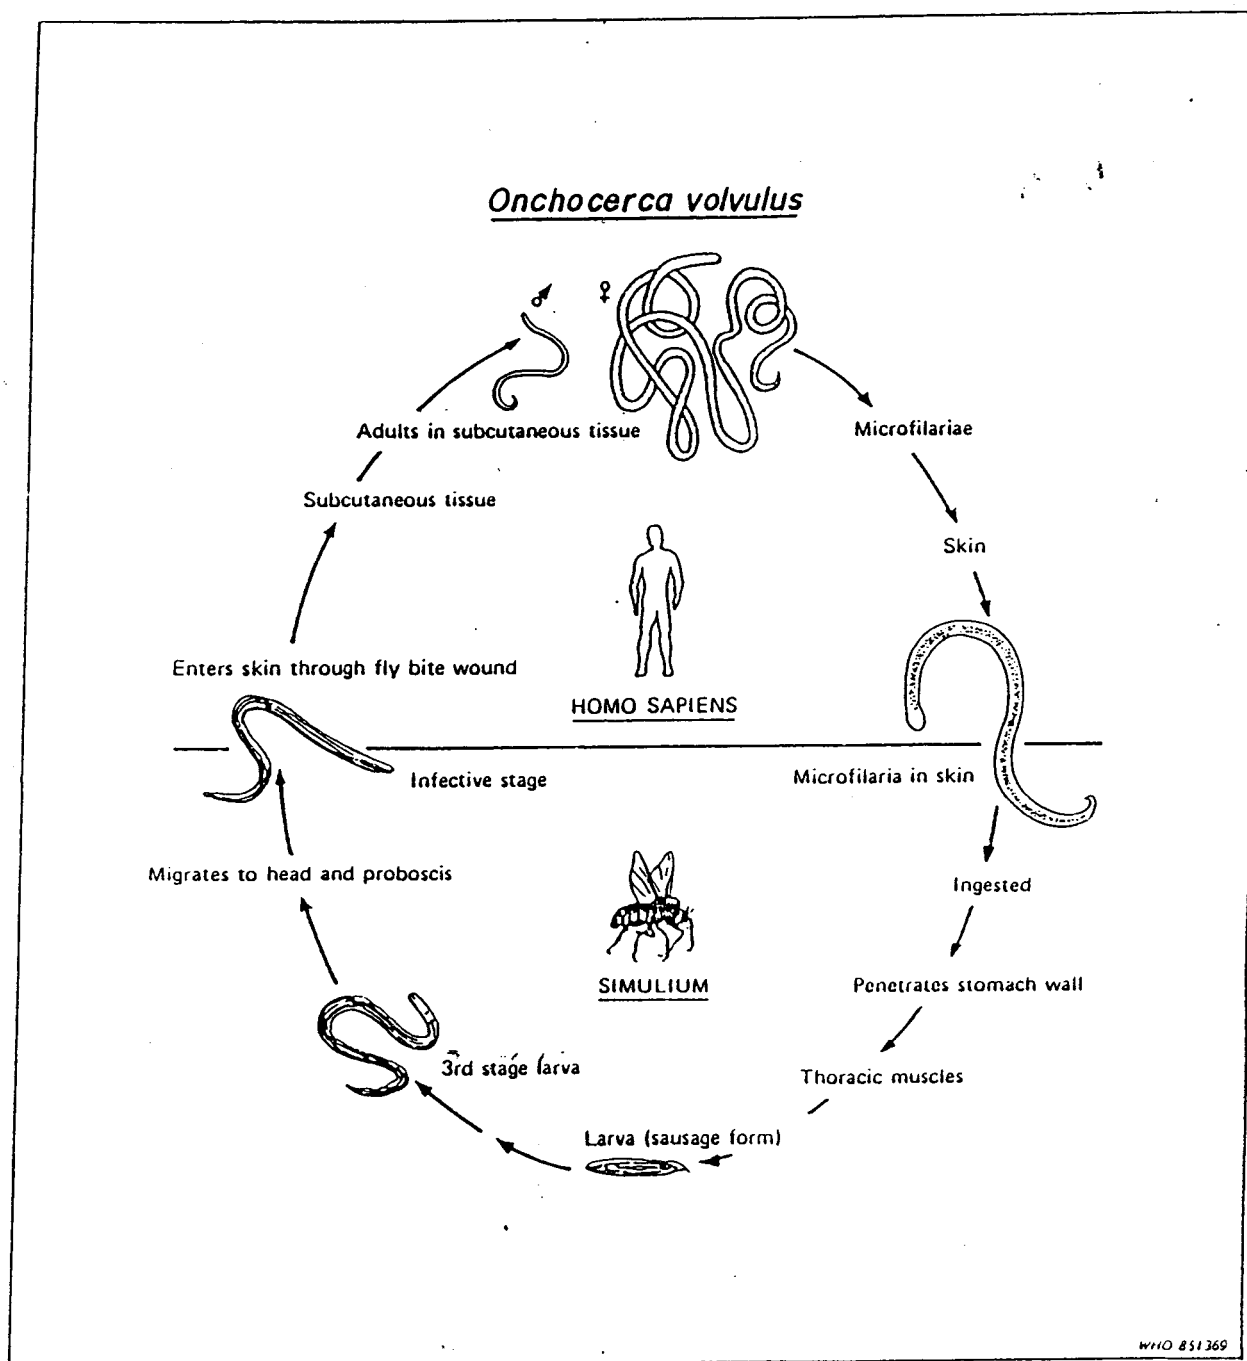 Onchocerca volvulus
♂ ♀
Adults in subcutaneous tissue
Microfilariae
Subcutaneous tissue
Skin
Enters skin through fly bite wound
HOMO SAPIENS
Infective stage
Microfilaria in skin
Migrates to head and proboscis
Ingested
SIMULIUM
Penetrates stomach wall
3rd stage larva
Thoracic muscles
Larva (sausage form)
WHO 851369